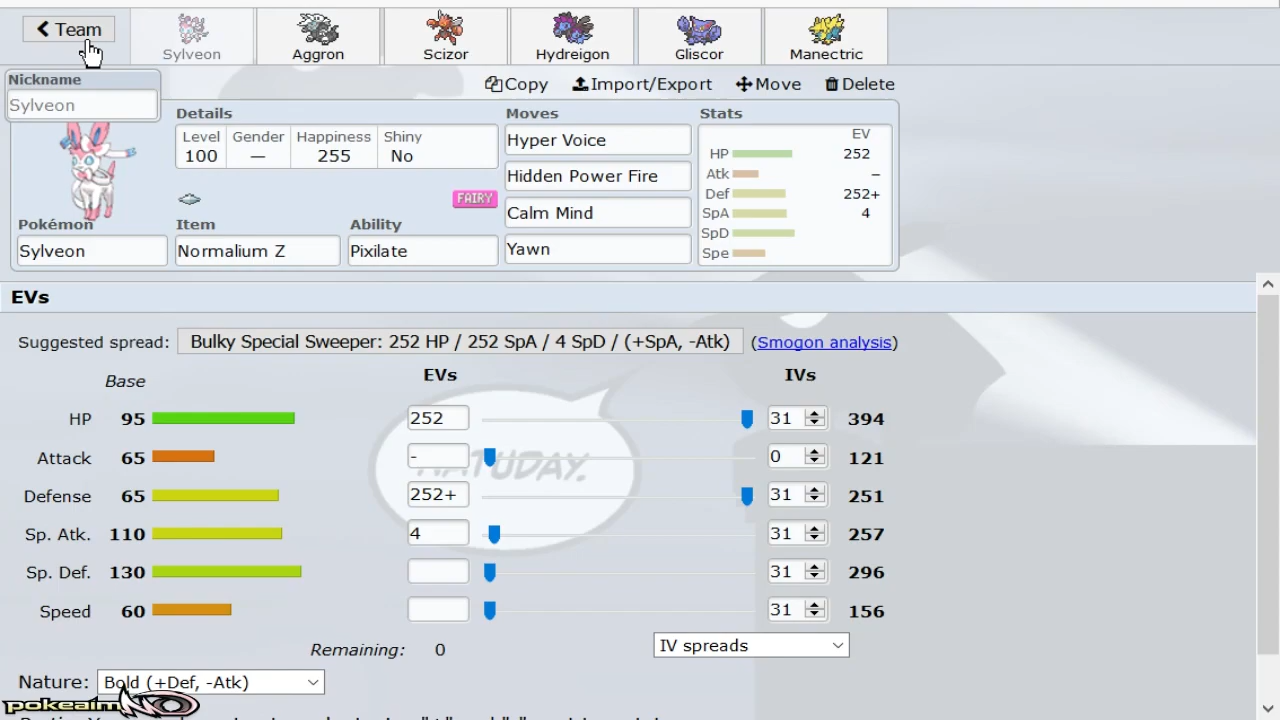 Team
Sylveon
Aggron
Scizor
Hydreigon
Gliscor
Manectric
Nickname
Sylveon
Copy
Import/Export
Move
Delete
Details
Level
100
Gender
—
Happiness
255
Shiny
No
FAIRY
Pokémon
Sylveon
Item
Normalium Z
Ability
Pixilate
Moves
Hyper Voice
Hidden Power Fire
Calm Mind
Yawn
Stats
EV
HP 252
Atk –
Def 252+
SpA 4
SpD
Spe
EVs
Suggested spread: Bulky Special Sweeper: 252 HP / 252 SpA / 4 SpD / (+SpA, -Atk) (Smogon analysis)
Base EVs IVs
HP 95 252 31 394
Attack 65 - 0 121
Defense 65 252+ 31 251
Sp. Atk. 110 4 31 257
Sp. Def. 130 31 296
Speed 60 31 156
Remaining: 0
IV spreads
Nature: Bold (+Def, -Atk)
pokeaim